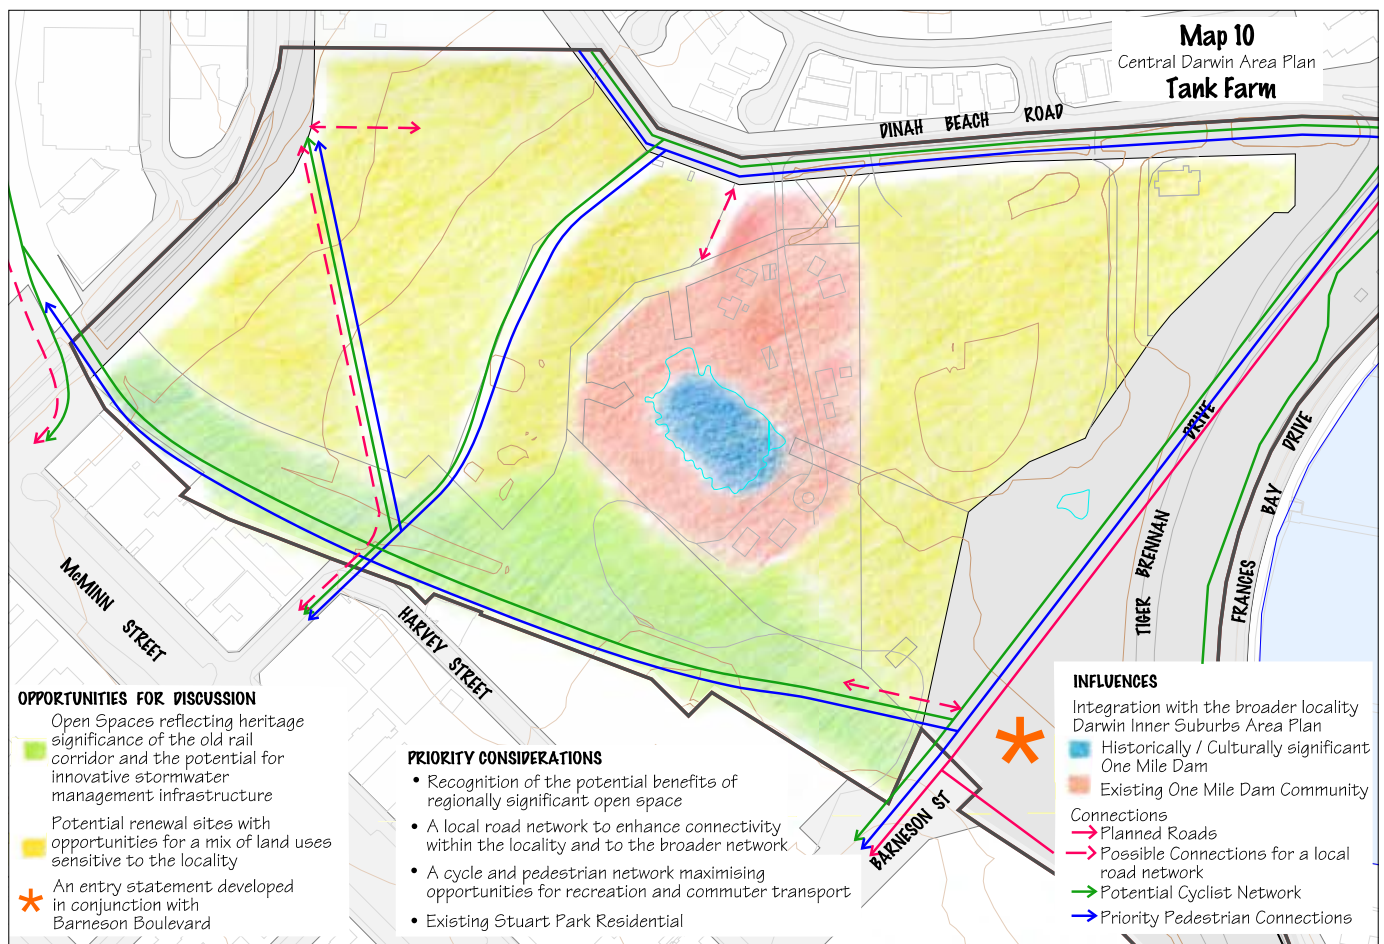 Map 10
Central Darwin Area Plan
Tank Farm
DINAH BEACH ROAD
DRIVE
DRIVE
BAY
FRANCES
BRENNAN
TIGER
McMINN STREET
HARVEY STREET
BARNESON ST
OPPORTUNITIES FOR DISCUSSION
Open Spaces reflecting heritage
significance of the old rail
corridor and the potential for
innovative stormwater
management infrastructure
Potential renewal sites with
opportunities for a mix of land uses
sensitive to the locality
An entry statement developed
in conjunction with
Barneson Boulevard
PRIORITY CONSIDERATIONS
• Recognition of the potential benefits of
regionally significant open space
• A local road network to enhance connectivity
within the locality and to the broader network
• A cycle and pedestrian network maximising
opportunities for recreation and commuter transport
• Existing Stuart Park Residential
INFLUENCES
Integration with the broader locality
Darwin Inner Suburbs Area Plan
Historically / Culturally significant
One Mile Dam
Existing One Mile Dam Community
Connections
Planned Roads
Possible Connections for a local
road network
Potential Cyclist Network
Priority Pedestrian Connections